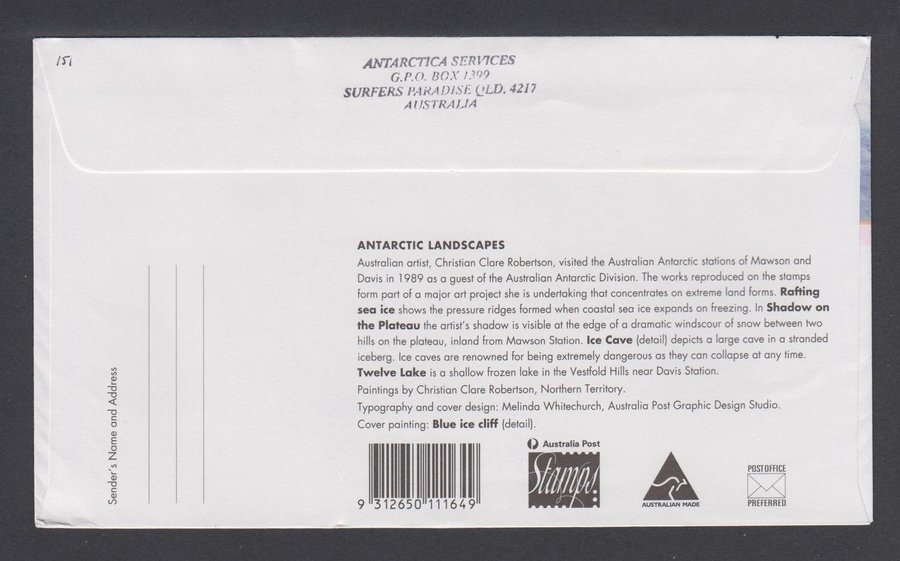 151
ANTARCTICA SERVICES
G.P.O. BOX 1399
SURFERS PARADISE QLD. 4217
AUSTRALIA
ANTARCTIC LANDSCAPES
Australian artist, Christian Clare Robertson, visited the Australian Antarctic stations of Mawson and
Davis in 1989 as a guest of the Australian Antarctic Division. The works reproduced on the stamps
form part of a major art project she is undertaking that concentrates on extreme land forms. Rafting
sea ice shows the pressure ridges formed when coastal sea ice expands on freezing. In Shadow on
the Plateau the artist's shadow is visible at the edge of a dramatic windscour of snow between two
hills on the plateau, inland from Mawson Station. Ice Cave (detail) depicts a large cave in a stranded
iceberg. Ice caves are renowned for being extremely dangerous as they can collapse at any time.
Twelve Lake is a shallow frozen lake in the Vestfold Hills near Davis Station.
Paintings by Christian Clare Robertson, Northern Territory.
Typography and cover design: Melinda Whitechurch, Australia Post Graphic Design Studio.
Cover painting: Blue ice cliff (detail).
Sender's Name and Address
9 312650 111649
Australia Post
Stamps
AUSTRALIAN MADE
POST OFFICE
PREFERRED